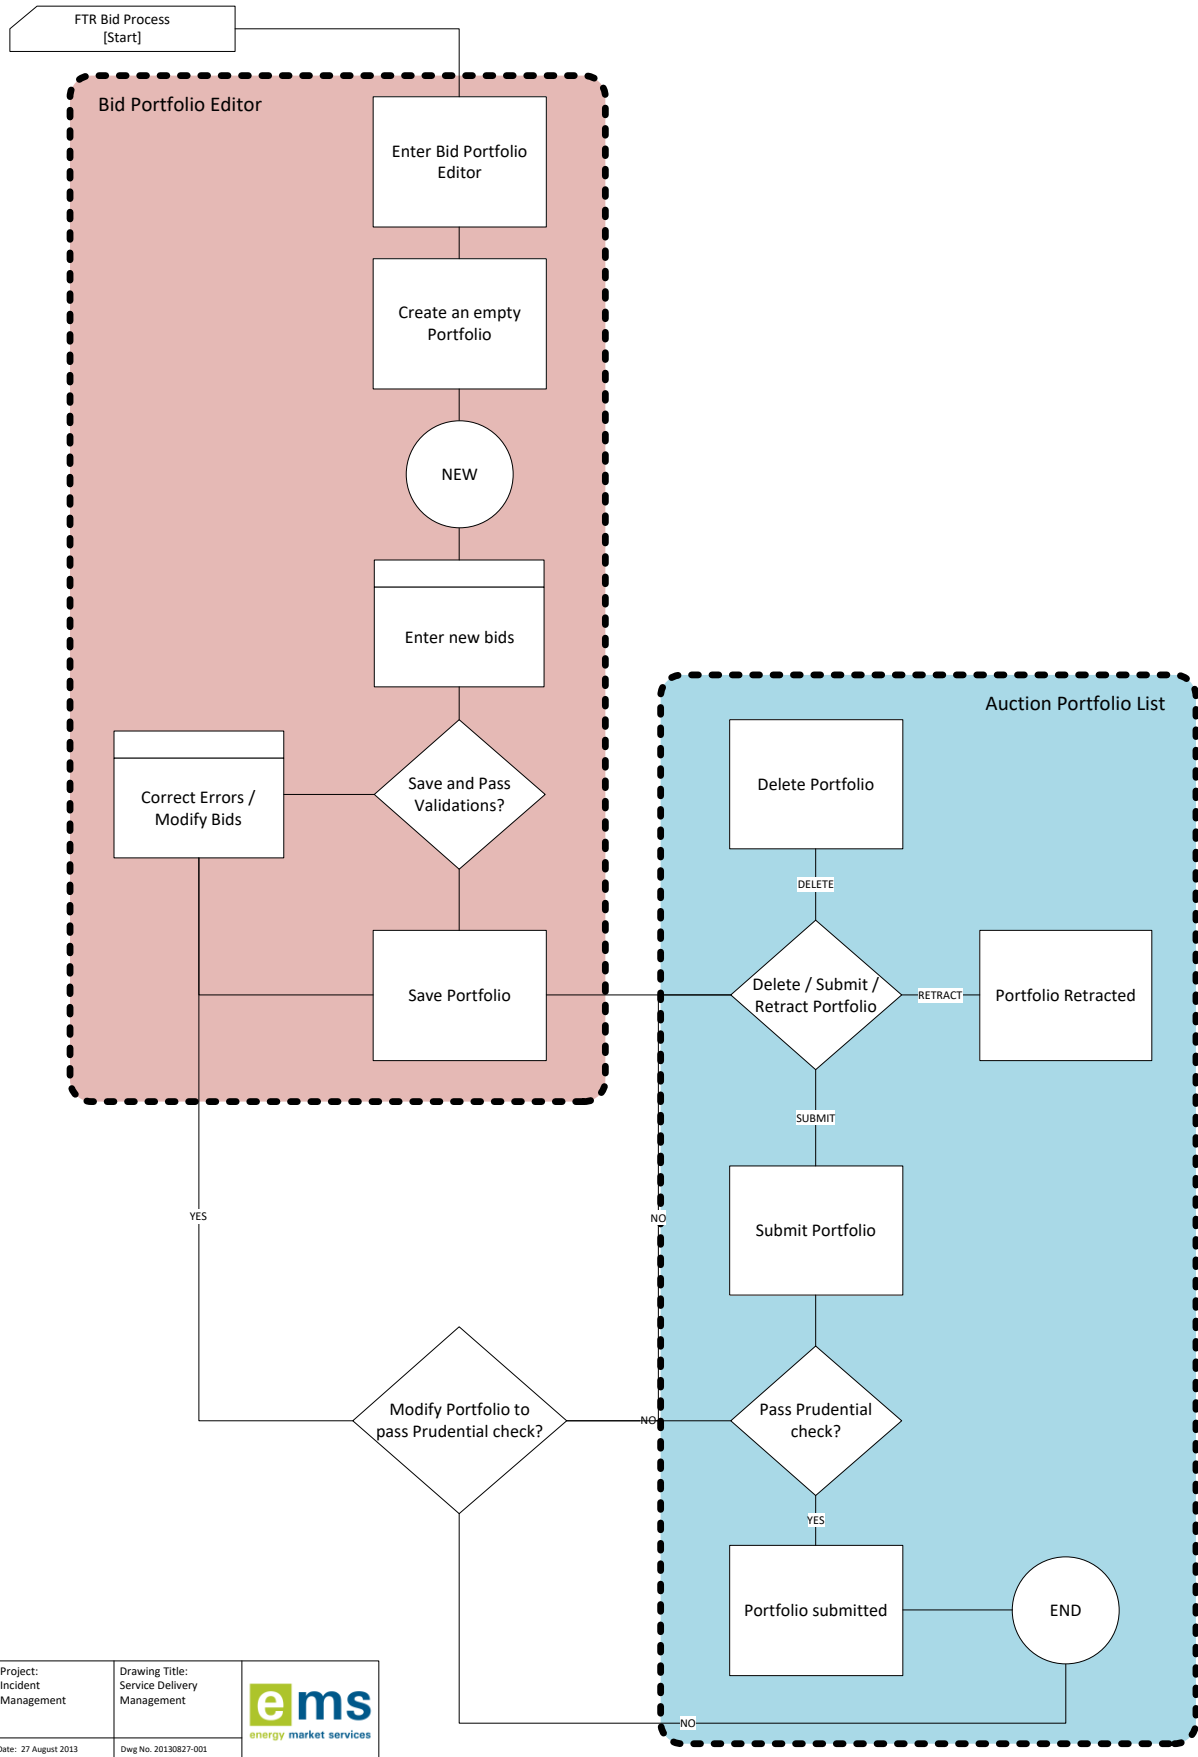 FTR Bid Process
[Start]
Bid Portfolio Editor
Enter Bid Portfolio
Editor
Create an empty
Portfolio
NEW
Enter new bids
Save and Pass
Validations?
Correct Errors /
Modify Bids
Save Portfolio
Auction Portfolio List
Delete Portfolio
DELETE
Delete / Submit /
Retract Portfolio
RETRACT
Portfolio Retracted
SUBMIT
Submit Portfolio
YES
NO
Modify Portfolio to
pass Prudential check?
NO
Pass Prudential
check?
YES
Portfolio submitted
END
NO
Project:
Incident
Management
Drawing Title:
Service Delivery
Management
ems
energy market services
Date: 27 August 2013
Dwg No. 20130827-001